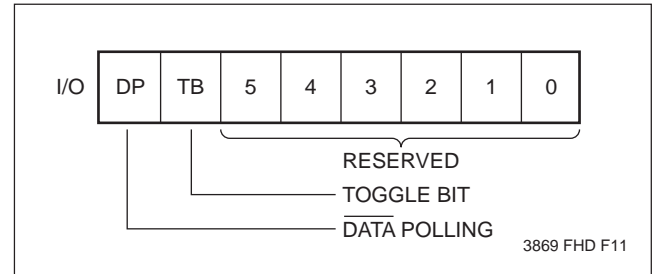 I/O DP TB 5 4 3 2 1 0
RESERVED
TOGGLE BIT
DATA POLLING
3869 FHD F11